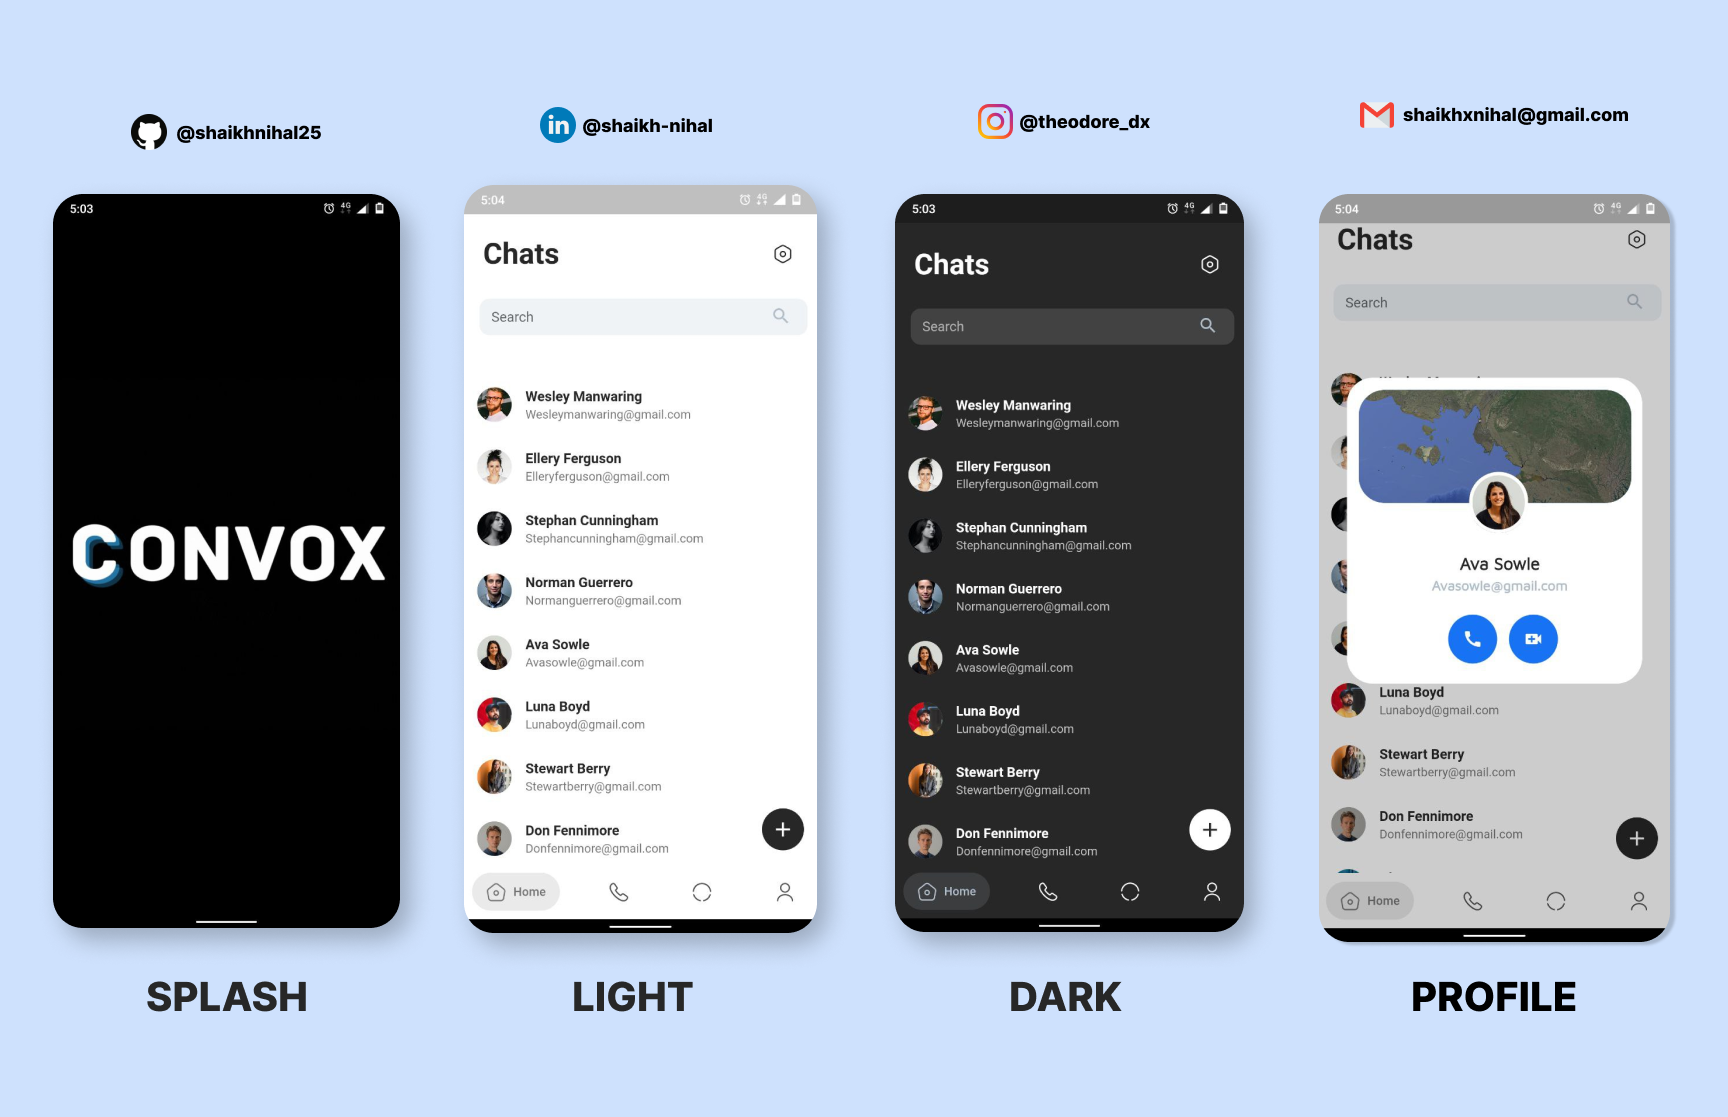 @shaikhnihal25
@shaikh-nihal
@theodore_dx
shaikhxnihal@gmail.com
5:03
4G
CONVOX
SPLASH
5:04
4G
Chats
Search
Wesley Manwaring
Wesleymanwaring@gmail.com
Ellery Ferguson
Elleryferguson@gmail.com
Stephan Cunningham
Stephancunningham@gmail.com
Norman Guerrero
Normanguerrero@gmail.com
Ava Sowle
Avasowle@gmail.com
Luna Boyd
Lunaboyd@gmail.com
Stewart Berry
Stewartberry@gmail.com
Don Fennimore
Donfennimore@gmail.com
Home
LIGHT
5:03
4G
Chats
Search
Wesley Manwaring
Wesleymanwaring@gmail.com
Ellery Ferguson
Elleryferguson@gmail.com
Stephan Cunningham
Stephancunningham@gmail.com
Norman Guerrero
Normanguerrero@gmail.com
Ava Sowle
Avasowle@gmail.com
Luna Boyd
Lunaboyd@gmail.com
Stewart Berry
Stewartberry@gmail.com
Don Fennimore
Donfennimore@gmail.com
Home
DARK
5:04
4G
Chats
Search
Ava Sowle
Avasowle@gmail.com
Luna Boyd
Lunaboyd@gmail.com
Stewart Berry
Stewartberry@gmail.com
Don Fennimore
Donfennimore@gmail.com
Home
PROFILE